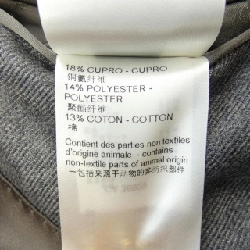 18% CUPRO - CUPRO
銅氨纤维
14% POLYESTER -
POLYESTER
聚酯纤维
13% COTON - COTTON
棉
Contient des parties non textiles
d'origine animale - contains
non-textile parts of animal origin